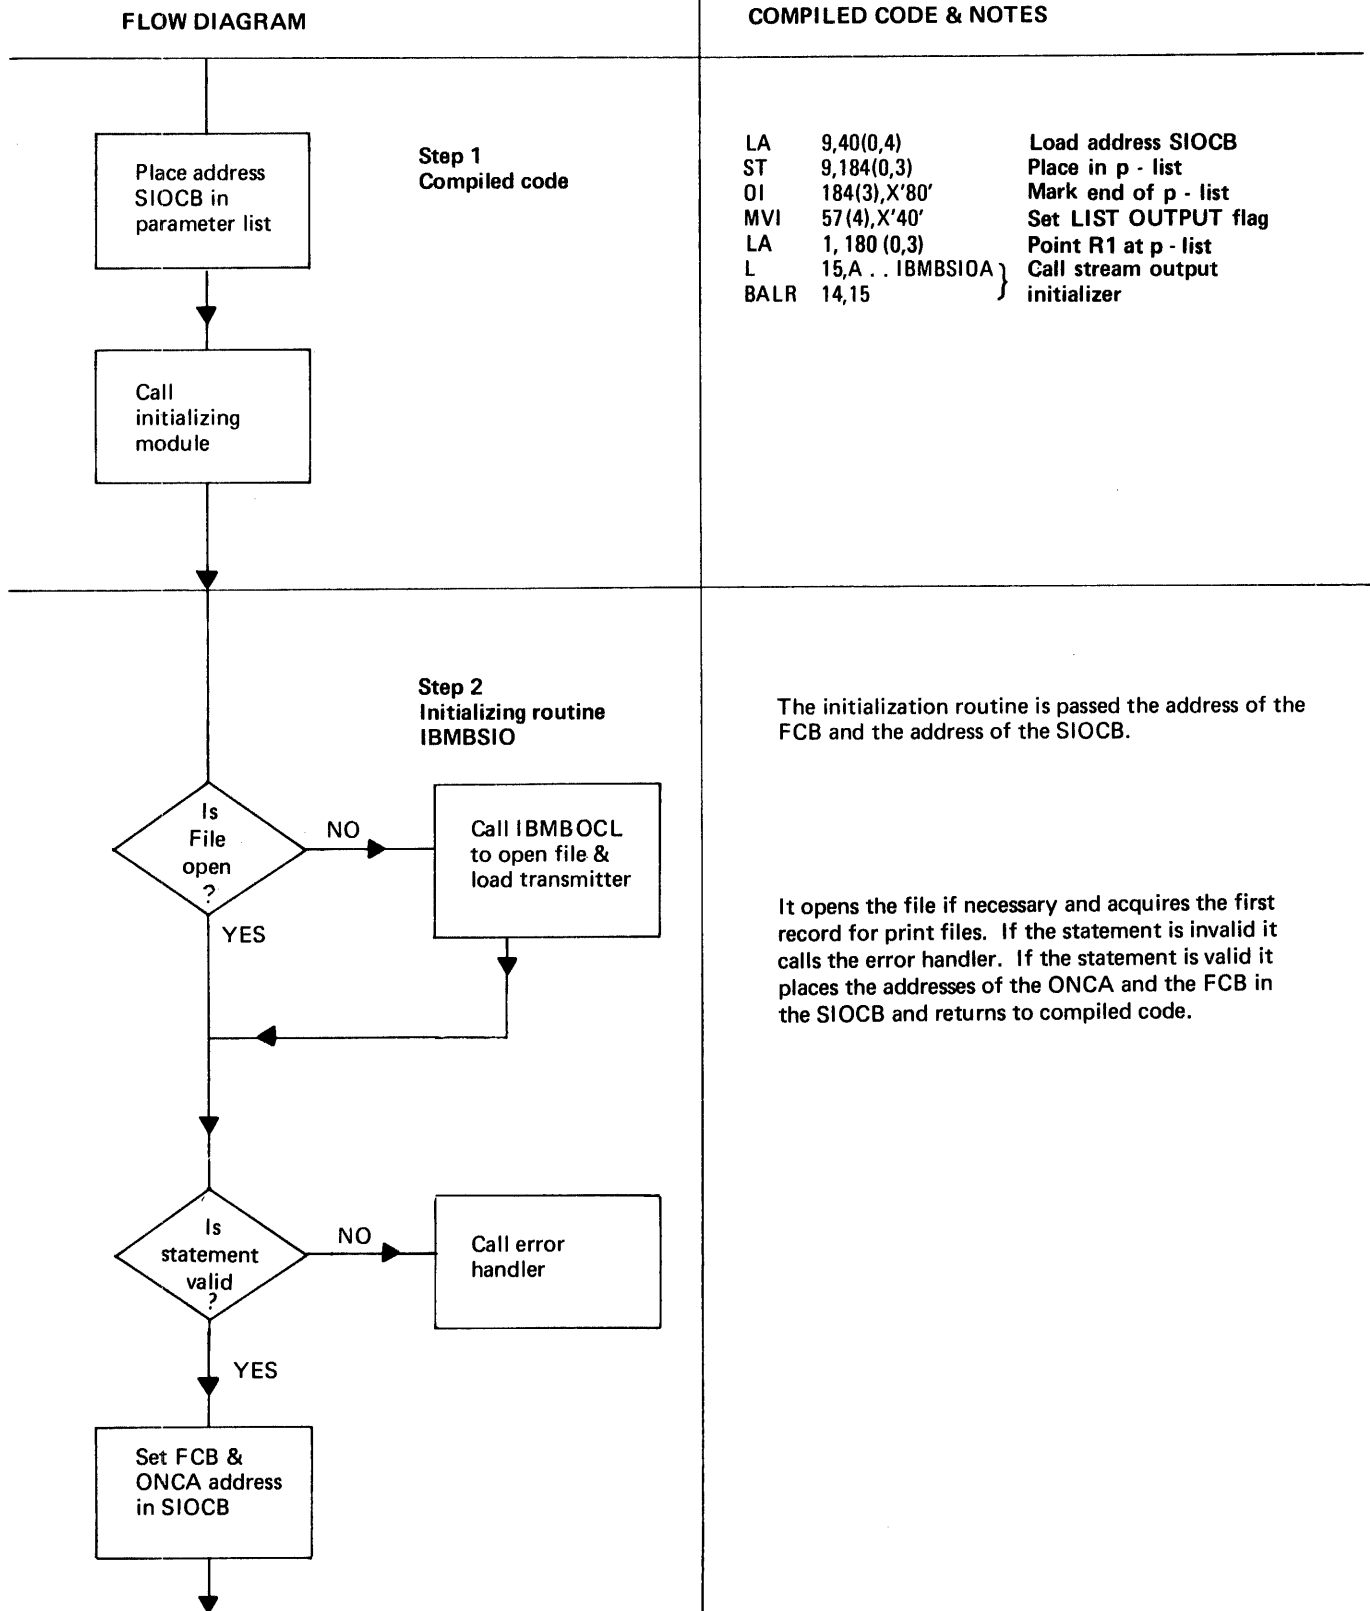 FLOW DIAGRAM
COMPILED CODE & NOTES
Place address
SIOCB in
parameter list
Step 1
Compiled code
LA 9,40(0,4) Load address SIOCB
ST 9,184(0,3) Place in p - list
OI 184(3),X'80' Mark end of p - list
MVI 57(4),X'40' Set LIST OUTPUT flag
LA 1, 180 (0,3) Point R1 at p - list
L 15,A . . IBMBSIOA } Call stream output
BALR 14,15 initializer
Call
initializing
module
Step 2
Initializing routine
IBMBSIO
The initialization routine is passed the address of the
FCB and the address of the SIOCB.
Is
File
open
?
NO
Call IBMBOCL
to open file &
load transmitter
YES
It opens the file if necessary and acquires the first
record for print files. If the statement is invalid it
calls the error handler. If the statement is valid it
places the addresses of the ONCA and the FCB in
the SIOCB and returns to compiled code.
Is
statement
valid
?
NO
Call error
handler
YES
Set FCB &
ONCA address
in SIOCB